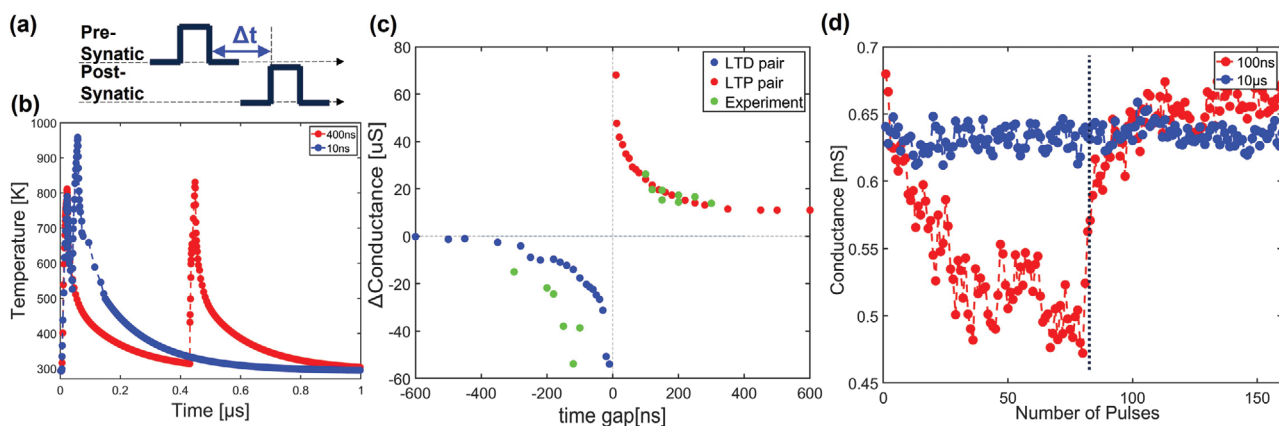 (a)
Pre-
Synatic
Δt
Post-
Synatic
(b)
1000
900
800
700
600
500
400
300
Temperature [K]
400ns
10ns
0
0.2
0.4
0.6
0.8
1
Time [µs]
(c)
80
60
40
20
0
-20
-40
-60
ΔConductance [uS]
LTD pair
LTP pair
Experiment
-600
-400
-200
0
200
400
600
time gap[ns]
(d)
0.7
0.65
0.6
0.55
0.5
0.45
Conductance [mS]
100ns
10µs
0
50
100
150
Number of Pulses